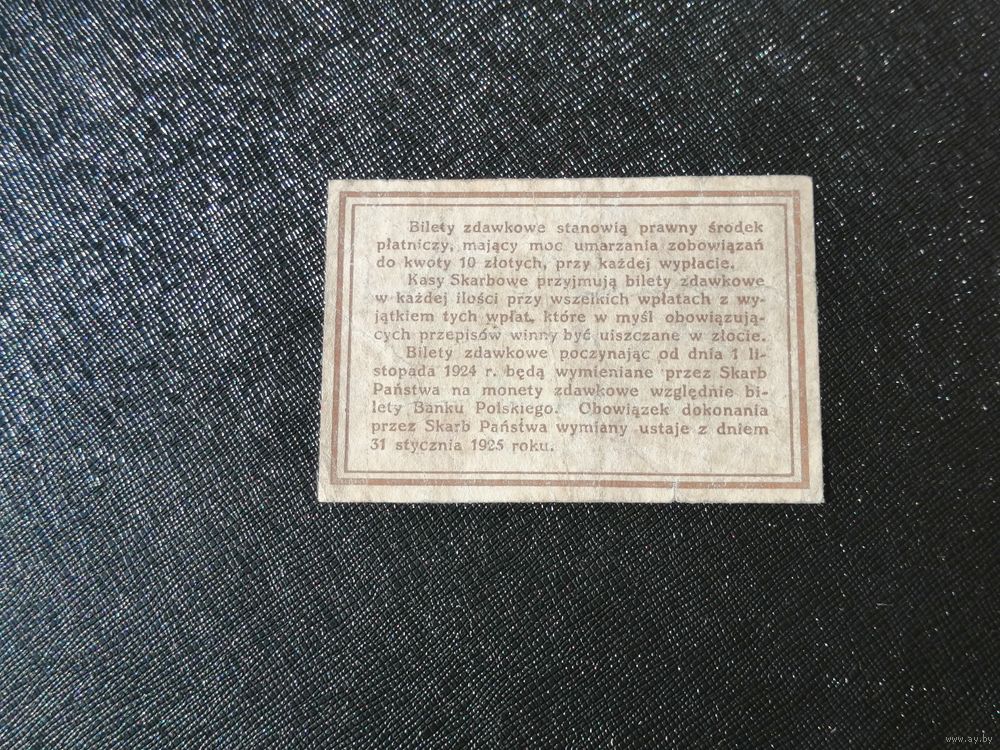 Bilety zdawkowe stanowią prawny środek
płatniczy, mający moc umarzania zobowiązań
do kwoty 10 złotych, przy każdej wypłacie.
Kasy Skarbowe przyjmują bilety zdawkowe
w każdej ilości przy wszelkich wpłatach z wy-
jątkiem tych wpłat, które w myśl obowiązują-
cych przepisów winny być uiszczane w złocie.
Bilety zdawkowe poczynając od dnia 1 li-
stopada 1924 r. będą wymieniane przez Skarb
Państwa na monety zdawkowe względnie bi-
lety Banku Polskiego. Obowiązek dokonania
przez Skarb Państwa wymiany ustaje z dniem
31 stycznia 1925 roku.
www.ay.by